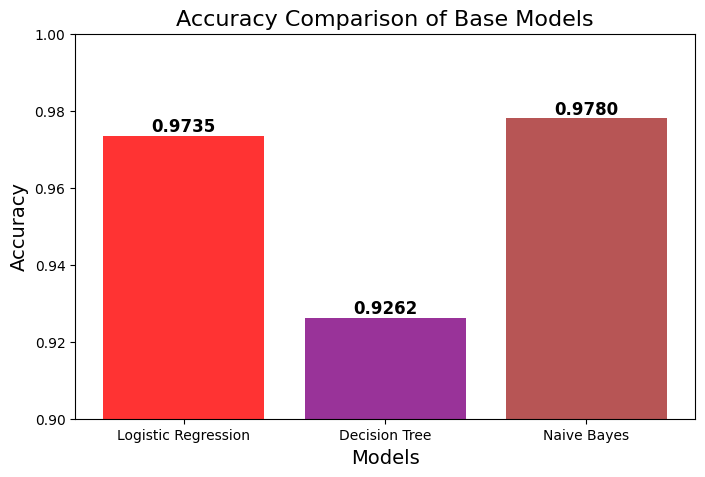 Accuracy Comparison of Base Models
1.00
0.98
0.96
0.94
0.92
0.90
Accuracy
0.9735
0.9262
0.9780
Logistic Regression
Decision Tree
Naive Bayes
Models